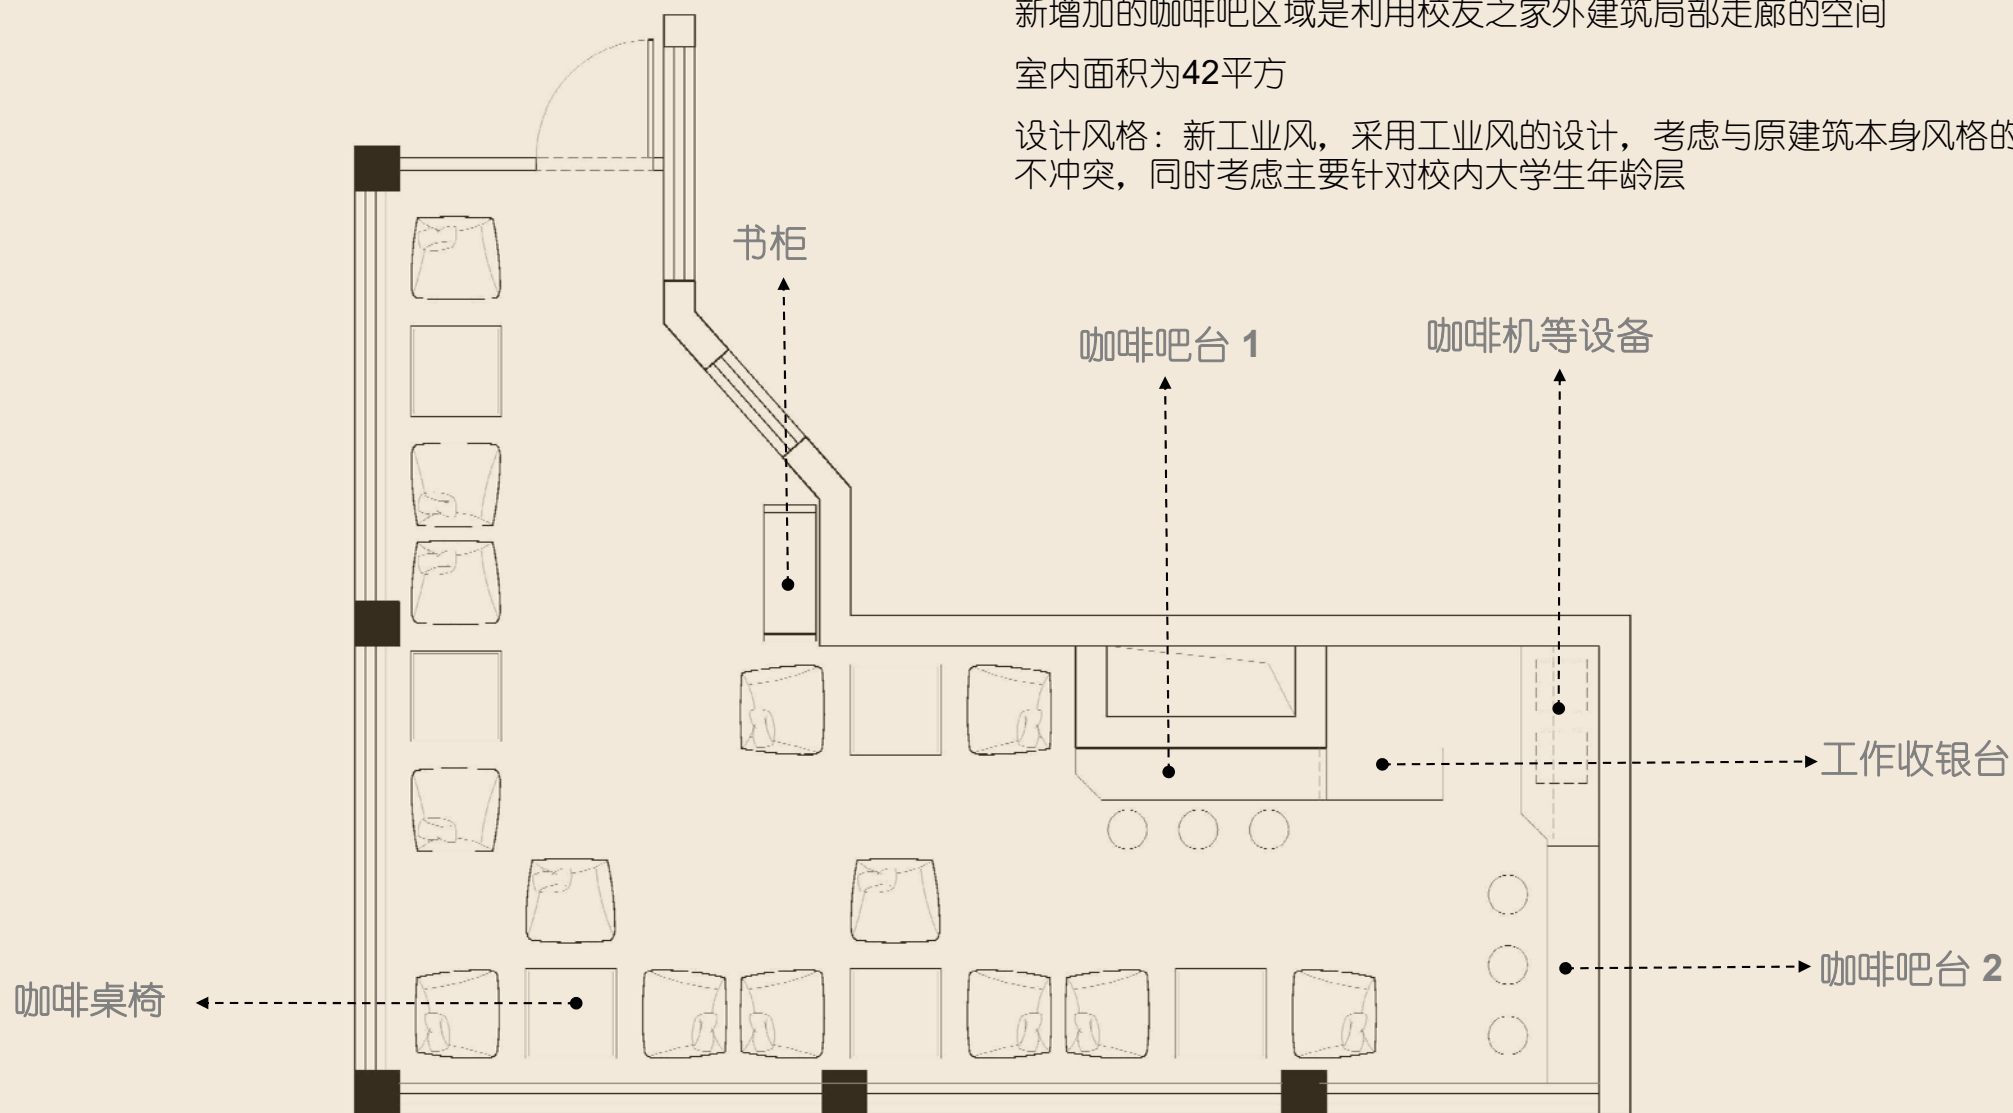 新增加的咖啡吧区域是利用校友之家外建筑局部走廊的空间
室内面积为42平方
设计风格：新工业风，采用工业风的设计，考虑与原建筑本身风格的
不冲突，同时考虑主要针对校内大学生年龄层
书柜
咖啡吧台 1
咖啡机等设备
工作收银台
咖啡吧台 2
咖啡桌椅